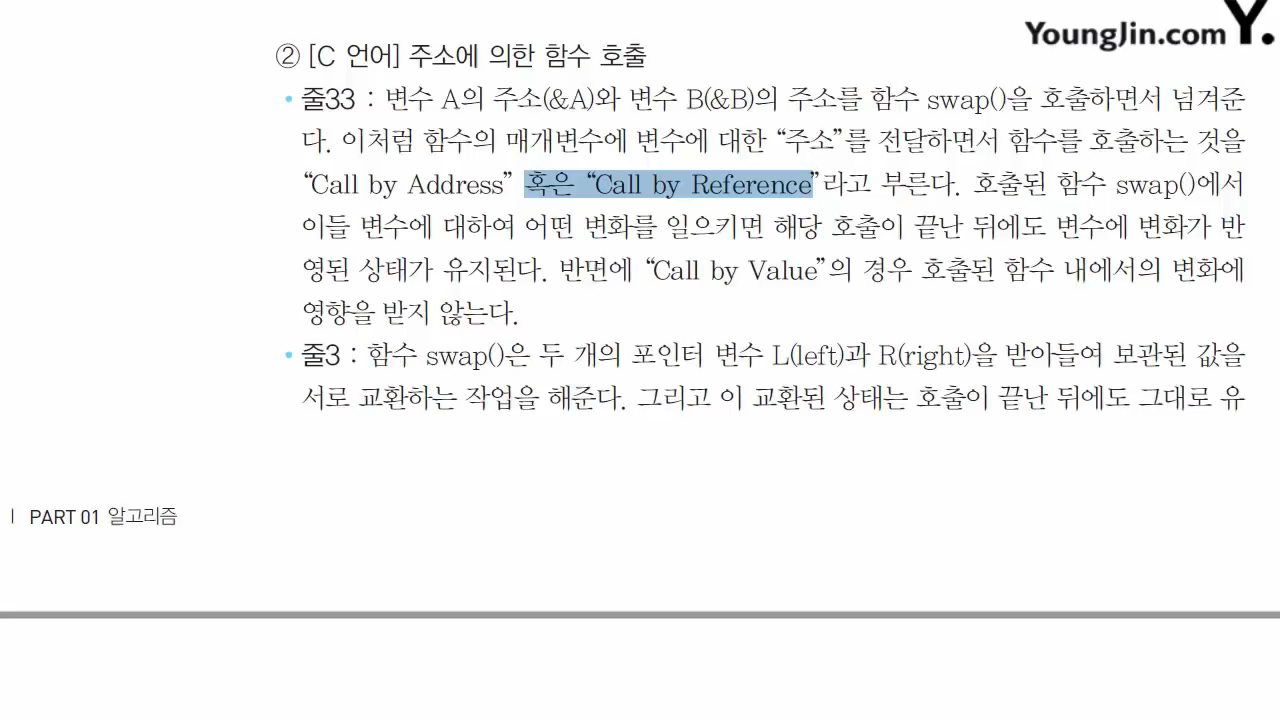 YoungJin.com Y.
② [C 언어] 주소에 의한 함수 호출
• 줄33 : 변수 A의 주소(&A)와 변수 B(&B)의 주소를 함수 swap()을 호출하면서 넘겨준
다. 이처럼 함수의 매개변수에 변수에 대한 “주소”를 전달하면서 함수를 호출하는 것을
“Call by Address” 혹은 “Call by Reference”라고 부른다. 호출된 함수 swap()에서
이들 변수에 대하여 어떤 변화를 일으키면 해당 호출이 끝난 뒤에도 변수에 변화가 반
영된 상태가 유지된다. 반면에 “Call by Value”의 경우 호출된 함수 내에서의 변화에
영향을 받지 않는다.
• 줄3 : 함수 swap()은 두 개의 포인터 변수 L(left)과 R(right)을 받아들여 보관된 값을
서로 교환하는 작업을 해준다. 그리고 이 교환된 상태는 호출이 끝난 뒤에도 그대로 유
| PART 01 알고리즘